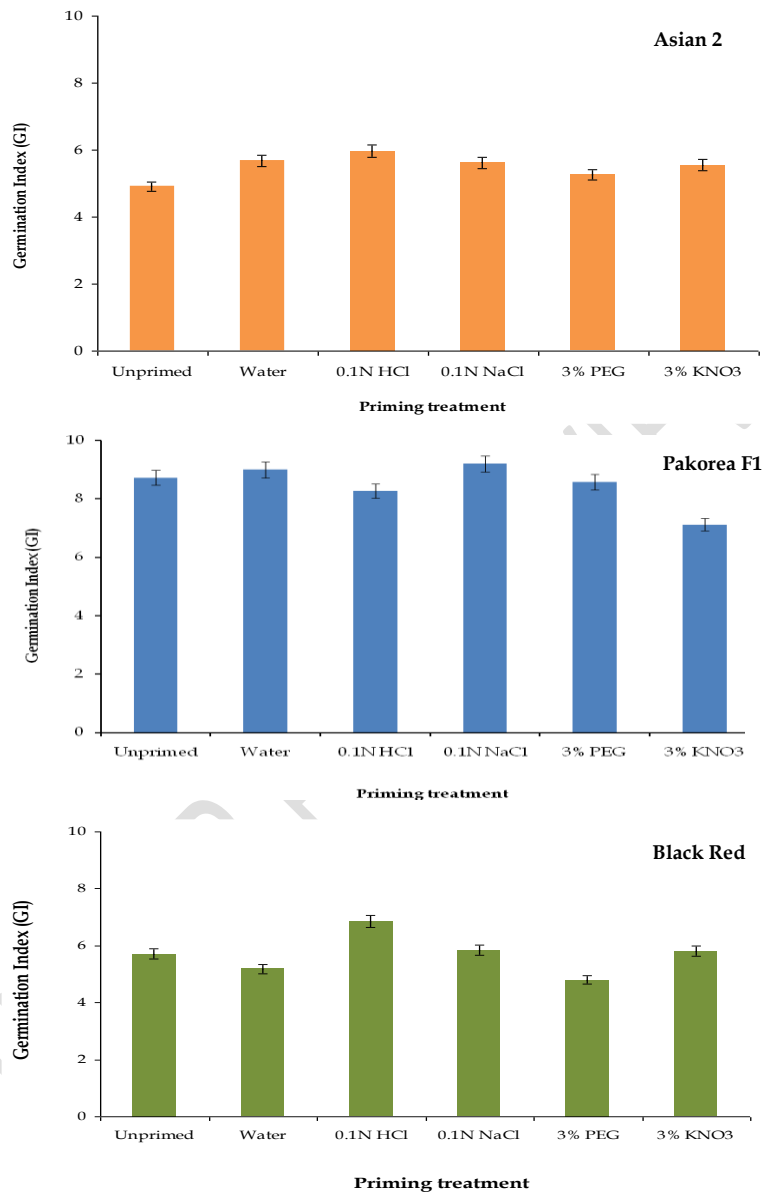 10
Asian 2
8
6
4
2
0
Germination Index (GI)
Unprimed Water 0.1N HCl 0.1N NaCl 3% PEG 3% KNO3
Priming treatment
10
Pakorea F1
8
6
4
2
0
Germination Index (GI)
Unprimed Water 0.1N HCl 0.1N NaCl 3% PEG 3% KNO3
Priming treatment
10
Black Red
8
6
4
2
0
Germination Index (GI)
Unprimed Water 0.1N HCl 0.1N NaCl 3% PEG 3% KNO3
Priming treatment